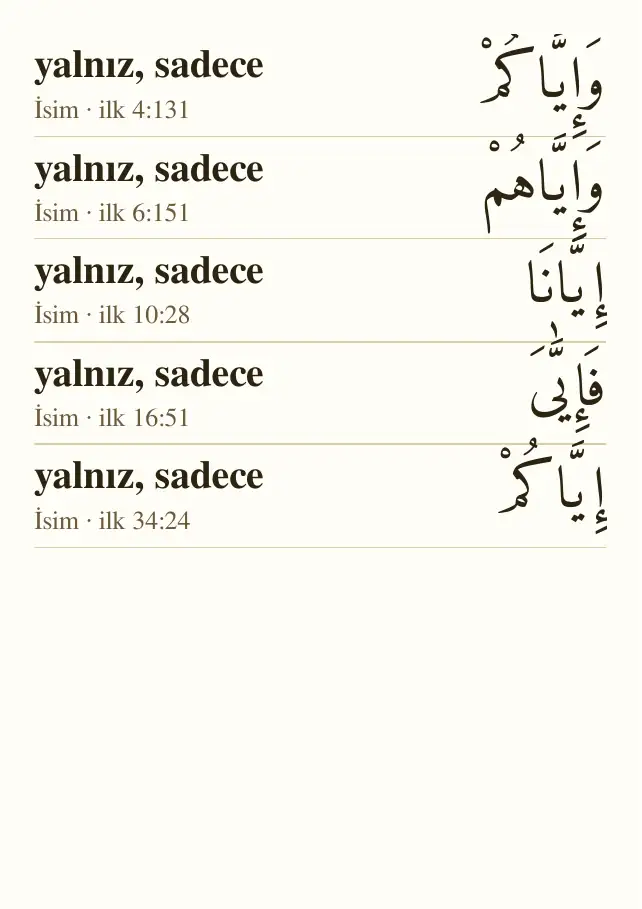 yalnız, sadece وَإِيَّاكُمْ
İsim · ilk 4:131
yalnız, sadece وَإِيَّاهُمْ
İsim · ilk 6:151
yalnız, sadece إِيَّانَا
İsim · ilk 10:28
yalnız, sadece فَإِيَّٰىَ
İsim · ilk 16:51
yalnız, sadece إِيَّاكُمْ
İsim · ilk 34:24